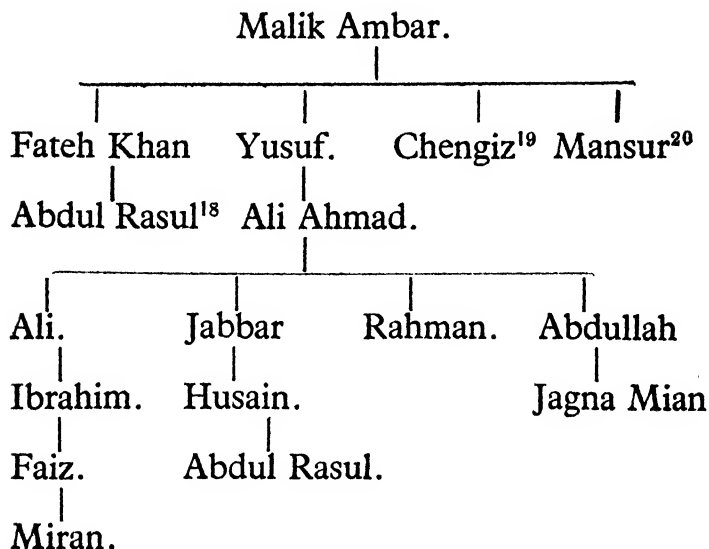 Malik Ambar.
Fateh Khan Yusuf. Chengiz¹⁹ Mansur²⁰
Abdul Rasul¹⁸ Ali Ahmad.
Ali. Jabbar Rahman. Abdullah
Ibrahim. Husain. Jagna Mian
Faiz. Abdul Rasul.
Miran.